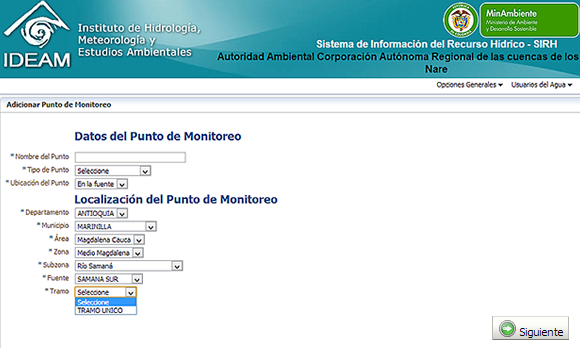 IDEAM
Instituto de Hidrología,
Meteorología y
Estudios Ambientales
MinAmbiente
Ministerio de Ambiente
y Desarrollo Sostenible
Sistema de Información del Recurso Hídrico - SIRH
Autoridad Ambiental Corporación Autónoma Regional de las cuencas de los
Nare
Opciones Generales Usuarios del Agua
Adicionar Punto de Monitoreo
Datos del Punto de Monitoreo
* Nombre del Punto
* Tipo de Punto Seleccione
* Ubicación del Punto En la fuente
Localización del Punto de Monitoreo
* Departamento ANTIOQUIA
* Municipio MARINILLA
* Área Magdalena Cauca
* Zona Medio Magdalena
* Subzona Río Samaná
* Fuente SAMANA SUR
* Tramo Seleccione
Seleccione
TRAMO UNICO
Siguiente